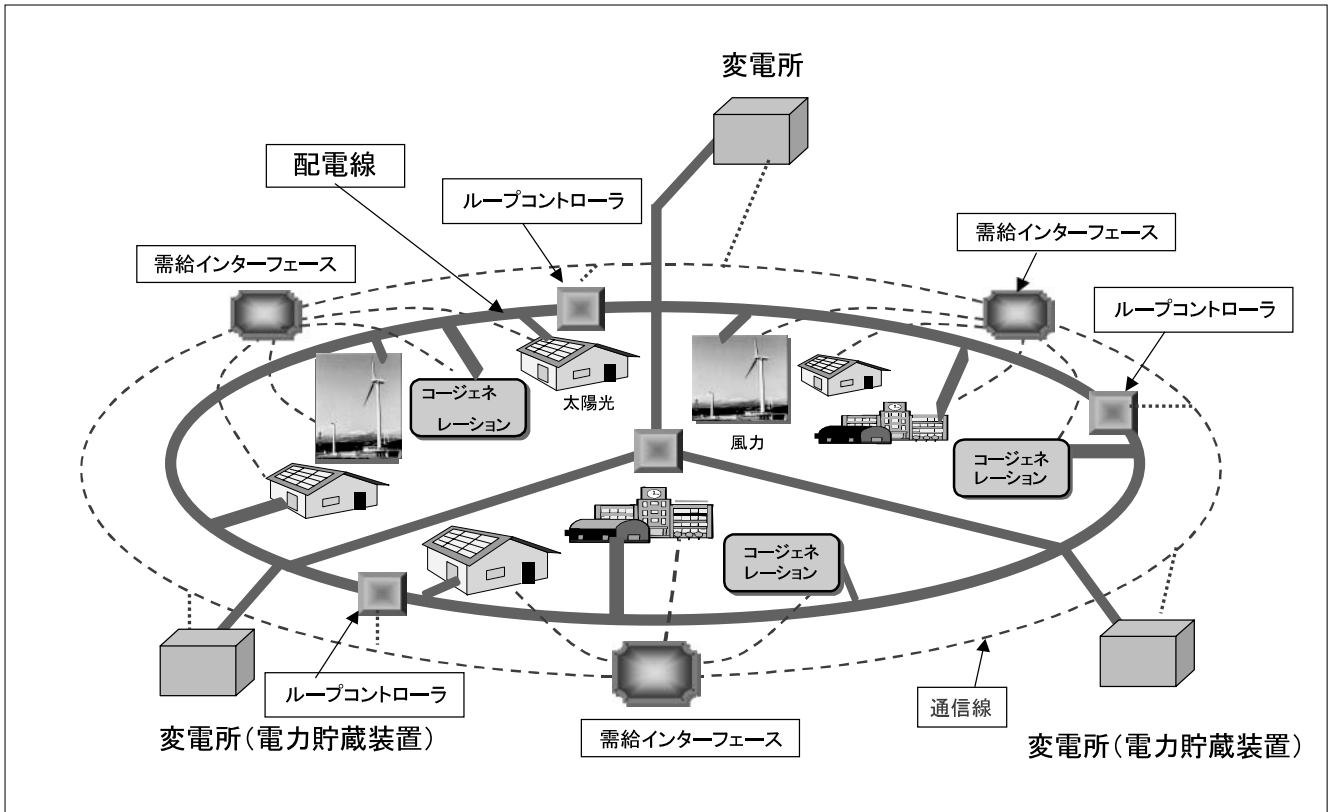 変電所
配電線
ループコントローラ
需給インターフェース
需給インターフェース
ループコントローラ
コージェネ
レーション
太陽光
風力
コージェネ
レーション
コージェネ
レーション
ループコントローラ
通信線
変電所(電力貯蔵装置)
需給インターフェース
変電所(電力貯蔵装置)